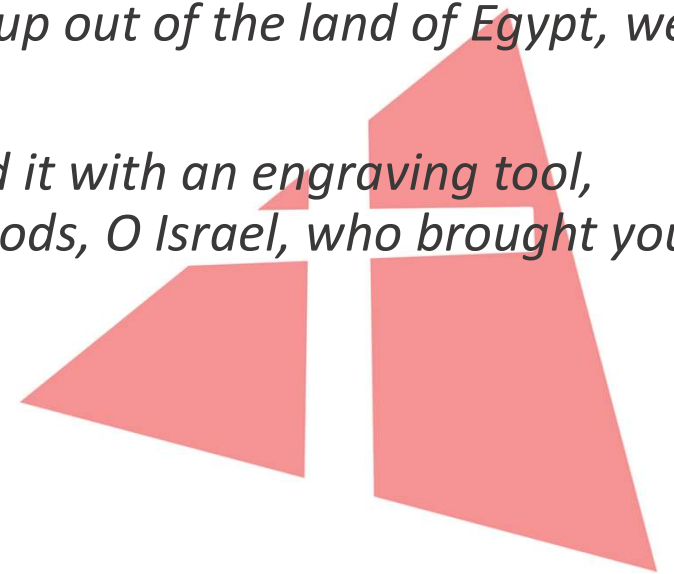 up out of the land of Egypt, we
it with an engraving tool,
ods, O Israel, who brought you